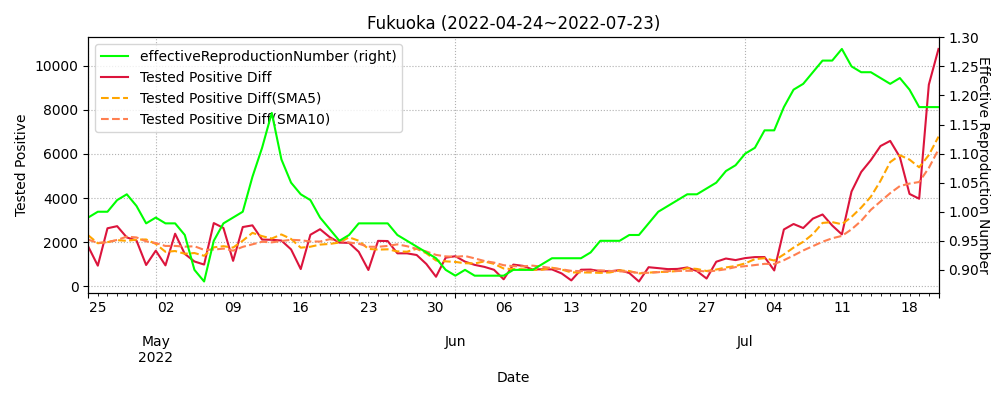 Fukuoka (2022-04-24~2022-07-23)
effectiveReproductionNumber (right)
Tested Positive Diff
Tested Positive Diff(SMA5)
Tested Positive Diff(SMA10)
Tested Positive
10000
8000
6000
4000
2000
0
1.30
1.25
1.20
1.15
1.10
1.05
1.00
0.95
0.90
Effective Reproduction Number
25 02 09 16 23 30 06 13 20 27 04 11 18
May Jun Jul
2022
Date